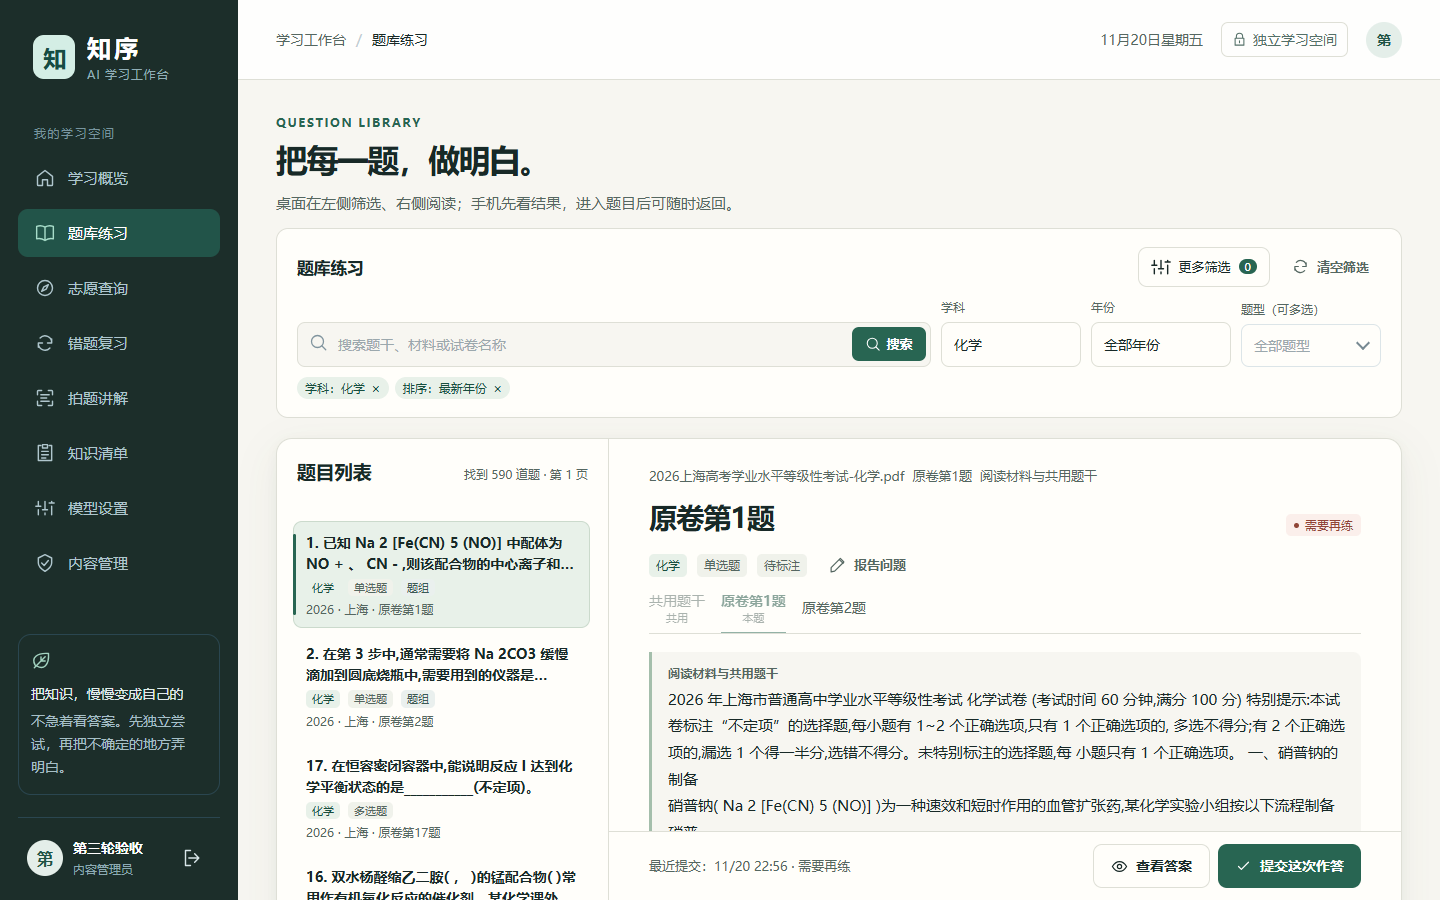 知
知序
AI 学习工作台
我的学习空间
学习概览
题库练习
志愿查询
错题复习
拍题讲解
知识清单
模型设置
内容管理
把知识，慢慢变成自己的
不急着看答案。先独立尝
试，再把不确定的地方弄
明白。
第
第三轮验收
内容管理员
学习工作台 / 题库练习
11月20日星期五
独立学习空间
第
QUESTION LIBRARY
把每一题，做明白。
桌面在左侧筛选、右侧阅读；手机先看结果，进入题目后可随时返回。
题库练习
更多筛选 0
清空筛选
搜索题干、材料或试卷名称
搜索
学科
化学
年份
全部年份
题型（可多选）
全部题型
学科：化学 ×
排序：最新年份 ×
题目列表
找到 590 道题 · 第 1 页
1. 已知 Na 2 [Fe(CN) 5 (NO)] 中配体为
NO + 、 CN - ,则该配合物的中心离子和...
化学 单选题 题组
2026 · 上海 · 原卷第1题
2. 在第 3 步中,通常需要将 Na 2CO3 缓慢
滴加到圆底烧瓶中,需要用到的仪器是...
化学 单选题 题组
2026 · 上海 · 原卷第2题
17. 在恒容密闭容器中,能说明反应 I 达到化
学平衡状态的是__________(不定项)。
化学 多选题
2026 · 上海 · 原卷第17题
16. 双水杨醛缩乙二胺( ， )的锰配合物( )常
用作有机氧化反应的催化剂。某化学课外
2026上海高考学业水平等级性考试-化学.pdf 原卷第1题 阅读材料与共用题干
原卷第1题
需要再练
化学 单选题 待标注 报告问题
共用题干
共用
原卷第1题
本题
原卷第2题
阅读材料与共用题干
2026 年上海市普通高中学业水平等级性考试 化学试卷 (考试时间 60 分钟,满分 100 分) 特别提示:本试
卷标注“不定项”的选择题,每小题有 1~2 个正确选项,只有 1 个正确选项的, 多选不得分;有 2 个正确选
项的,漏选 1 个得一半分,选错不得分。未特别标注的选择题,每 小题只有 1 个正确选项。 一、硝普钠的
制备
硝普钠( Na 2 [Fe(CN) 5 (NO)] )为一种速效和短时作用的血管扩张药,某化学实验小组按以下流程制备
硝普
最近提交：11/20 22:56 · 需要再练
查看答案
提交这次作答